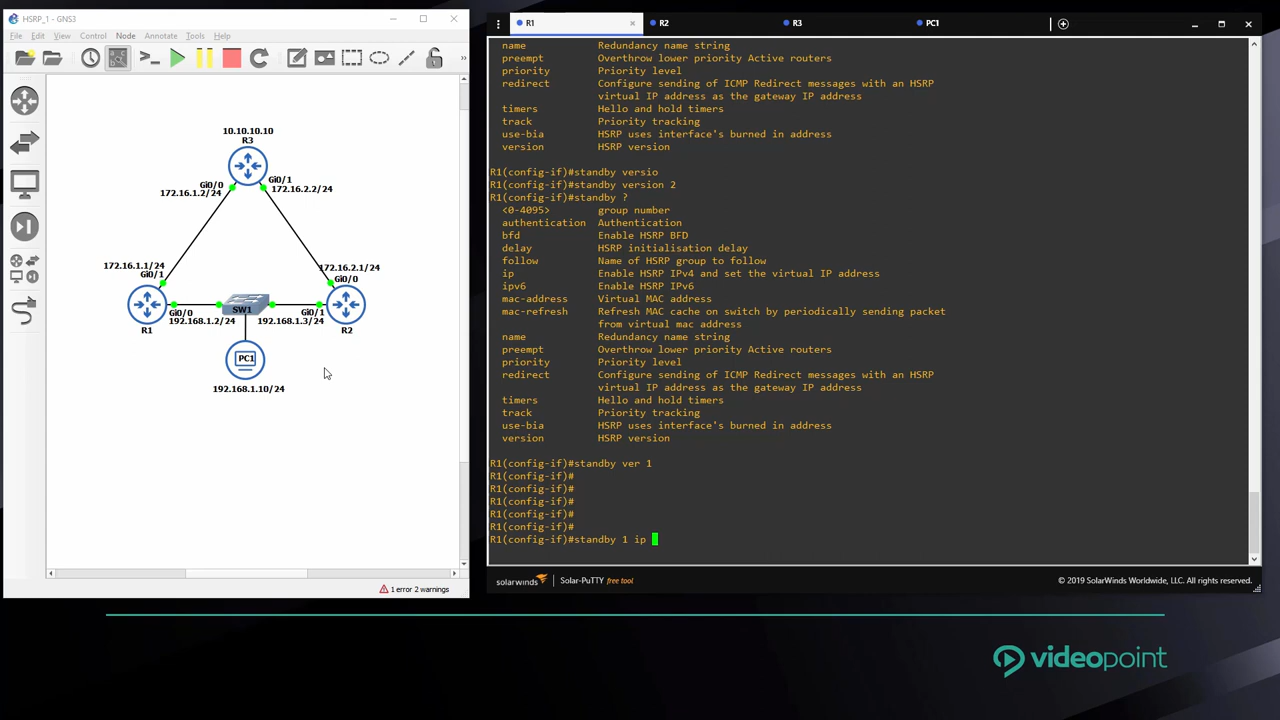 HSRP_1 - GNS3
File Edit View Control Node Annotate Tools Help
10.10.10.10
R3
Gi0/0
172.16.1.2/24
Gi0/1
172.16.2.2/24
172.16.1.1/24
Gi0/1
172.16.2.1/24
Gi0/0
SW1
Gi0/0
192.168.1.2/24
Gi0/1
192.168.1.3/24
R1
R2
PC1
192.168.1.10/24
1 error 2 warnings
R1 R2 R3 PC1
name Redundancy name string
preempt Overthrow lower priority Active routers
priority Priority level
redirect Configure sending of ICMP Redirect messages with an HSRP
virtual IP address as the gateway IP address
timers Hello and hold timers
track Priority tracking
use-bia HSRP uses interface's burned in address
version HSRP version
R1(config-if)#standby versio
R1(config-if)#standby version 2
R1(config-if)#standby ?
<0-4095> group number
authentication Authentication
bfd Enable HSRP BFD
delay HSRP initialisation delay
follow Name of HSRP group to follow
ip Enable HSRP IPv4 and set the virtual IP address
ipv6 Enable HSRP IPv6
mac-address Virtual MAC address
mac-refresh Refresh MAC cache on switch by periodically sending packet
from virtual mac address
name Redundancy name string
preempt Overthrow lower priority Active routers
priority Priority level
redirect Configure sending of ICMP Redirect messages with an HSRP
virtual IP address as the gateway IP address
timers Hello and hold timers
track Priority tracking
use-bia HSRP uses interface's burned in address
version HSRP version
R1(config-if)#standby ver 1
R1(config-if)#
R1(config-if)#
R1(config-if)#
R1(config-if)#
R1(config-if)#
R1(config-if)#standby 1 ip
solarwinds Solar-PuTTY free tool © 2019 SolarWinds Worldwide, LLC. All rights reserved.
videopoint